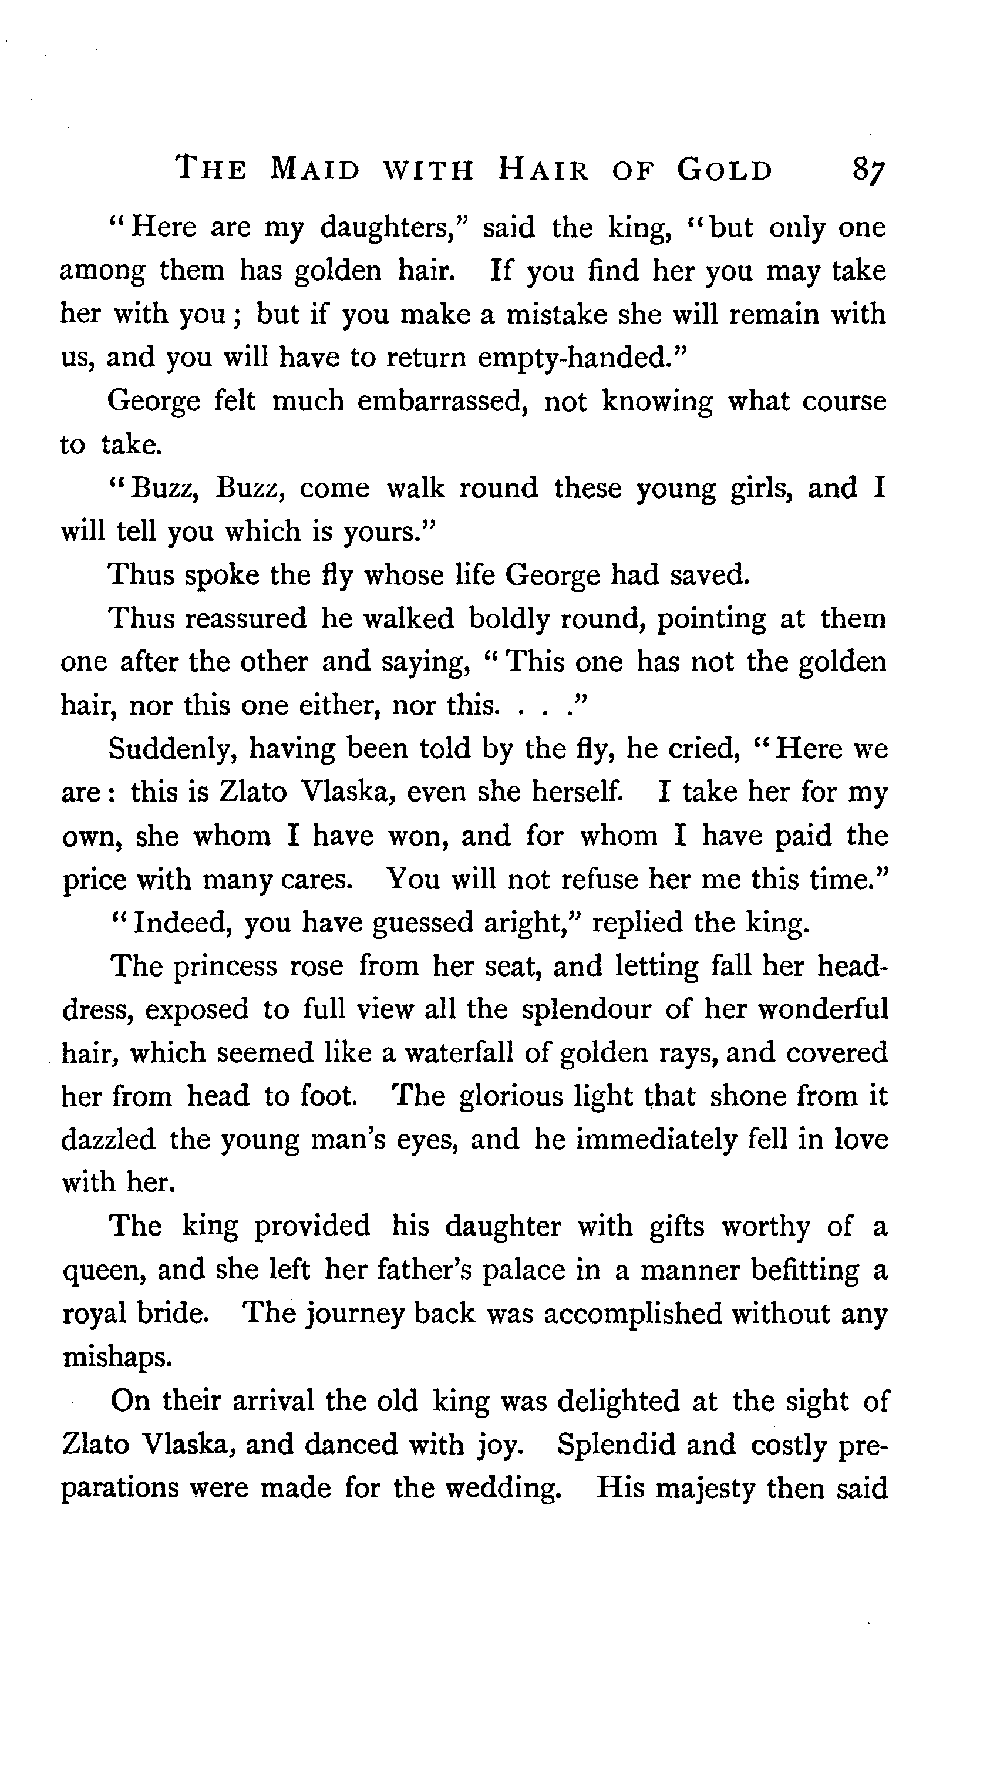 THE MAID WITH HAIR OF GOLD 87
“Here are my daughters,” said the king, “but only one
among them has golden hair. If you find her you may take
her with you; but if you make a mistake she will remain with
us, and you will have to return empty-handed.”
George felt much embarrassed, not knowing what course
to take.
“Buzz, Buzz, come walk round these young girls, and I
will tell you which is yours.”
Thus spoke the fly whose life George had saved.
Thus reassured he walked boldly round, pointing at them
one after the other and saying, “This one has not the golden
hair, nor this one either, nor this. . . .”
Suddenly, having been told by the fly, he cried, “Here we
are: this is Zlato Vlaska, even she herself. I take her for my
own, she whom I have won, and for whom I have paid the
price with many cares. You will not refuse her me this time.”
“Indeed, you have guessed aright,” replied the king.
The princess rose from her seat, and letting fall her head-
dress, exposed to full view all the splendour of her wonderful
hair, which seemed like a waterfall of golden rays, and covered
her from head to foot. The glorious light that shone from it
dazzled the young man’s eyes, and he immediately fell in love
with her.
The king provided his daughter with gifts worthy of a
queen, and she left her father’s palace in a manner befitting a
royal bride. The journey back was accomplished without any
mishaps.
On their arrival the old king was delighted at the sight of
Zlato Vlaska, and danced with joy. Splendid and costly pre-
parations were made for the wedding. His majesty then said